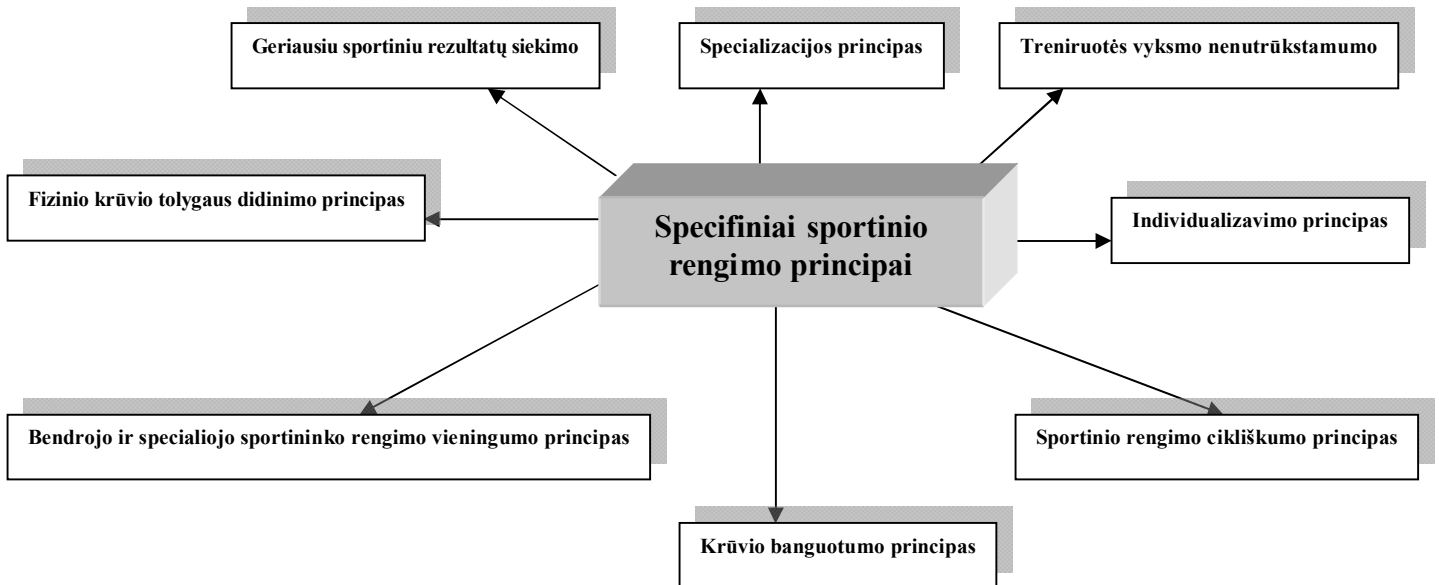 Geriausiu sportiniu rezultatų siekimo
Specializacijos principas
Treniruotės vyksmo nenutrūkstamumo
Fizinio krūvio tolygaus didinimo principas
Specifiniai sportinio
rengimo principai
Individualizavimo principas
Bendrojo ir specialiojo sportininko rengimo vieningumo principas
Sportinio rengimo cikliškumo principas
Krūvio banguotumo principas